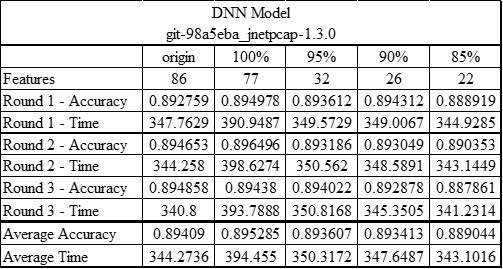 DNN Model
git-98a5eba_jnetpcap-1.3.0
origin 100% 95% 90% 85%
Features 86 77 32 26 22
Round 1 - Accuracy 0.892759 0.894978 0.893612 0.894312 0.888919
Round 1 - Time 347.7629 390.9487 349.5729 349.0067 344.9285
Round 2 - Accuracy 0.894653 0.896496 0.893186 0.893049 0.890353
Round 2 - Time 344.258 398.6274 350.562 348.5891 343.1449
Round 3 - Accuracy 0.894858 0.89438 0.894022 0.892878 0.887861
Round 3 - Time 340.8 393.7888 350.8168 345.3505 341.2314
Average Accuracy 0.89409 0.895285 0.893607 0.893413 0.889044
Average Time 344.2736 394.455 350.3172 347.6487 343.1016